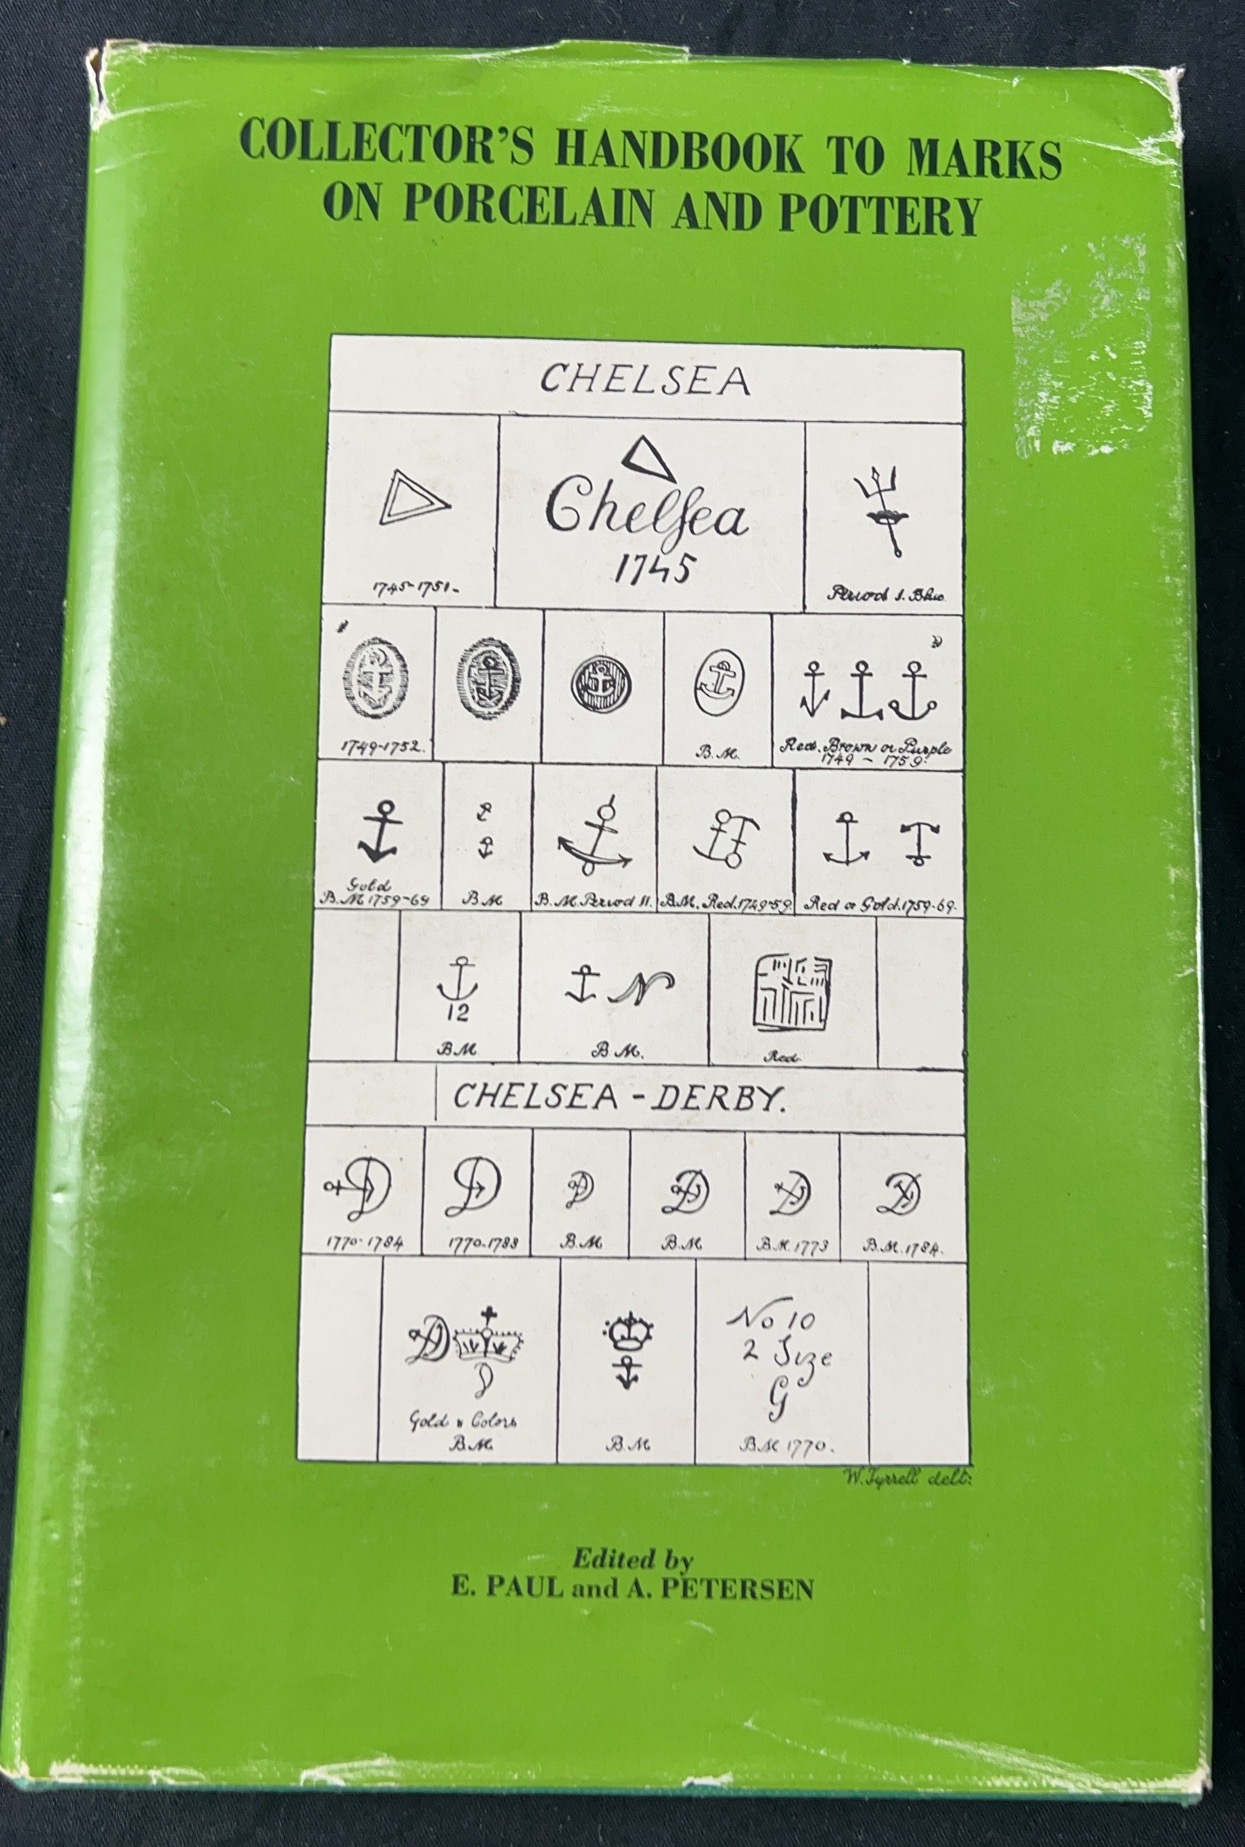 COLLECTOR'S HANDBOOK TO MARKS
ON PORCELAIN AND POTTERY
CHELSEA
1745-1751.
Chelsea
1745
Period I. Blue
1749-1752.
B.M.
Red. Brown or Purple
1749 - 1759.
Gold
B.M. 1759-69
B.M
B.M. Period II.
B.M. Red. 1749-59.
Red or Gold. 1759-69.
12
B.M
N
B.M.
Red.
CHELSEA - DERBY.
D
1770-1784
D
1770-1788
D
B.M
D
B.M
D
B.M. 1773
D
B.M. 1784.
D
D
Gold & Colors
B.M
B.M
No 10
2 Size
G
B.M 1770.
W. Tyrrell delt.
Edited by
E. PAUL and A. PETERSEN